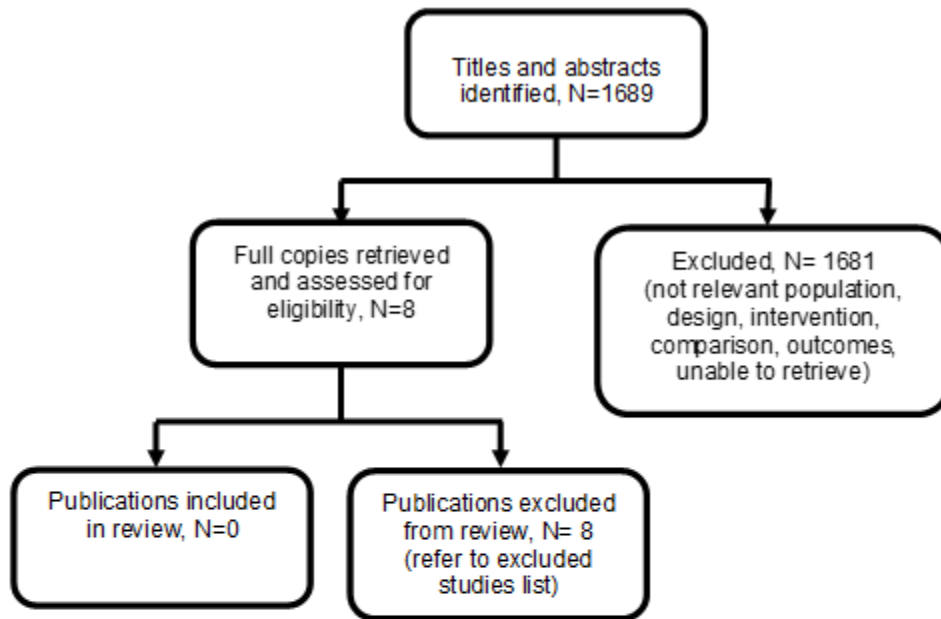 Titles and abstracts
identified, N=1689
Full copies retrieved
and assessed for
eligibility, N=8
Excluded, N= 1681
(not relevant population,
design, intervention,
comparison, outcomes,
unable to retrieve)
Publications included
in review, N=0
Publications excluded
from review, N= 8
(refer to excluded
studies list)